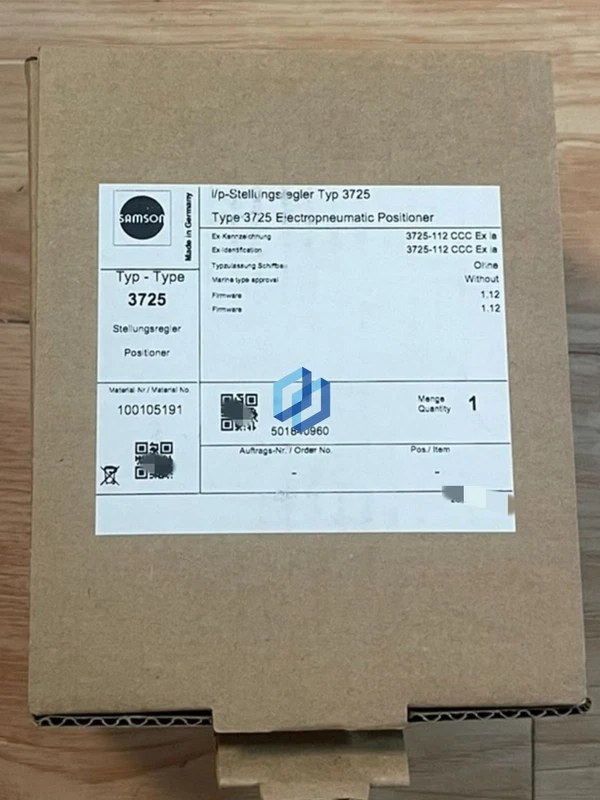 SAMSON
Made in Germany
Typ - Type
3725
Stellungsregler
Positioner
Material Nr./ Material No.
100105191
i/p-Stellungsregler Typ 3725
Type 3725 Electropneumatic Positioner
Ex-Kennzeichnung 3725-112 CCC Ex ia
Ex-Identification 3725-112 CCC Ex ia
Typzulassung Schiffbau Ohne
Marine type approval Without
Firmware 1.12
Firmware 1.12
Menge
Quantity 1
Auftrags-Nr. / Order No. Pos./ Item
- -